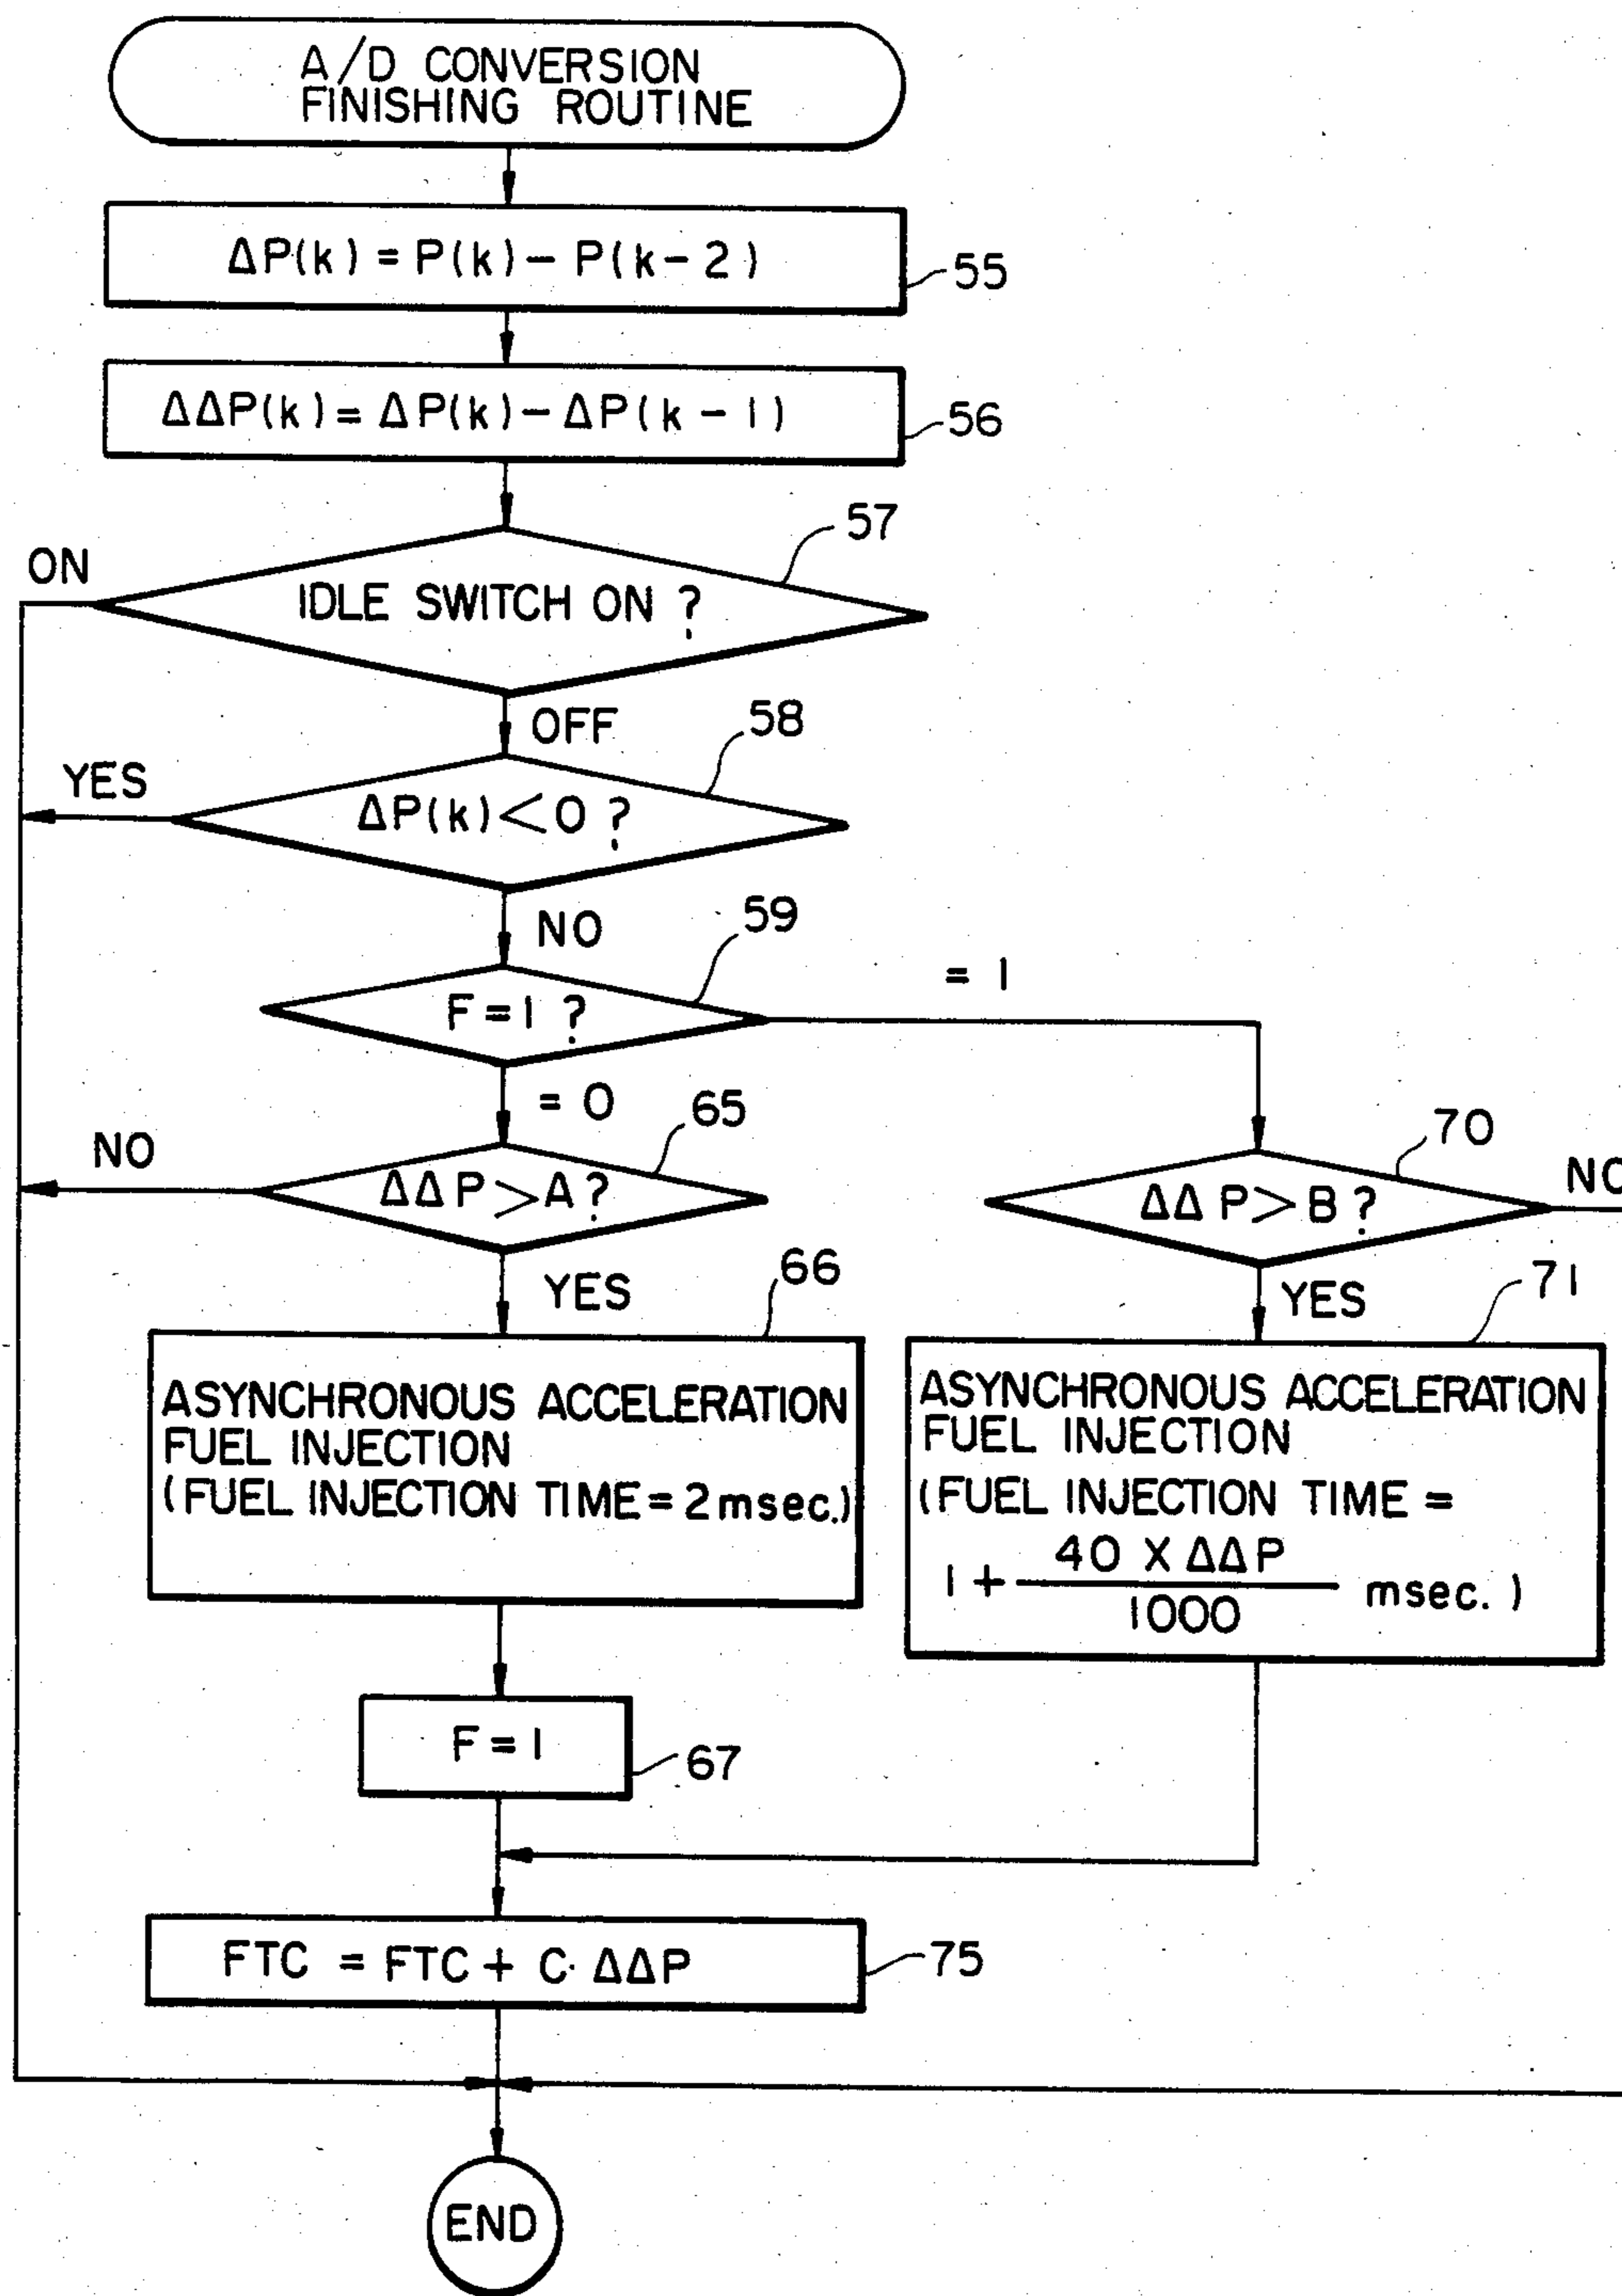 A/D CONVERSION
FINISHING ROUTINE
ΔP(k) = P(k) - P(k-2)
55
ΔΔP(k) = ΔP(k) - ΔP(k-1)
56
57
ON
IDLE SWITCH ON ?
OFF
58
YES
ΔP(k) < 0 ?
NO
59
= 1
F = 1 ?
= 0
65
70
NO
NO
ΔΔP > A ?
ΔΔP > B ?
YES
66
YES
71
ASYNCHRONOUS ACCELERATION
FUEL INJECTION
(FUEL INJECTION TIME = 2 msec.)
ASYNCHRONOUS ACCELERATION
FUEL INJECTION
(FUEL INJECTION TIME =
40 X ΔΔP
1 + 
1000
msec. )
F = 1
67
FTC = FTC + C· ΔΔP
75
END